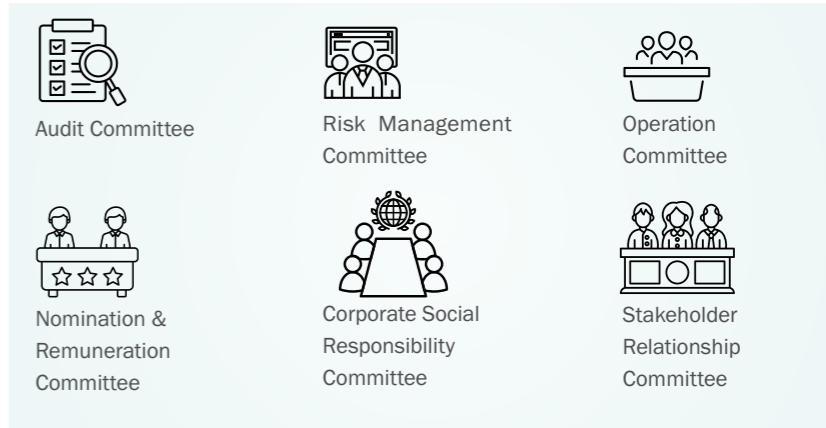 Audit Committee
Risk Management
Committee
Operation
Committee
Nomination &
Remuneration
Committee
Corporate Social
Responsibility
Committee
Stakeholder
Relationship
Committee